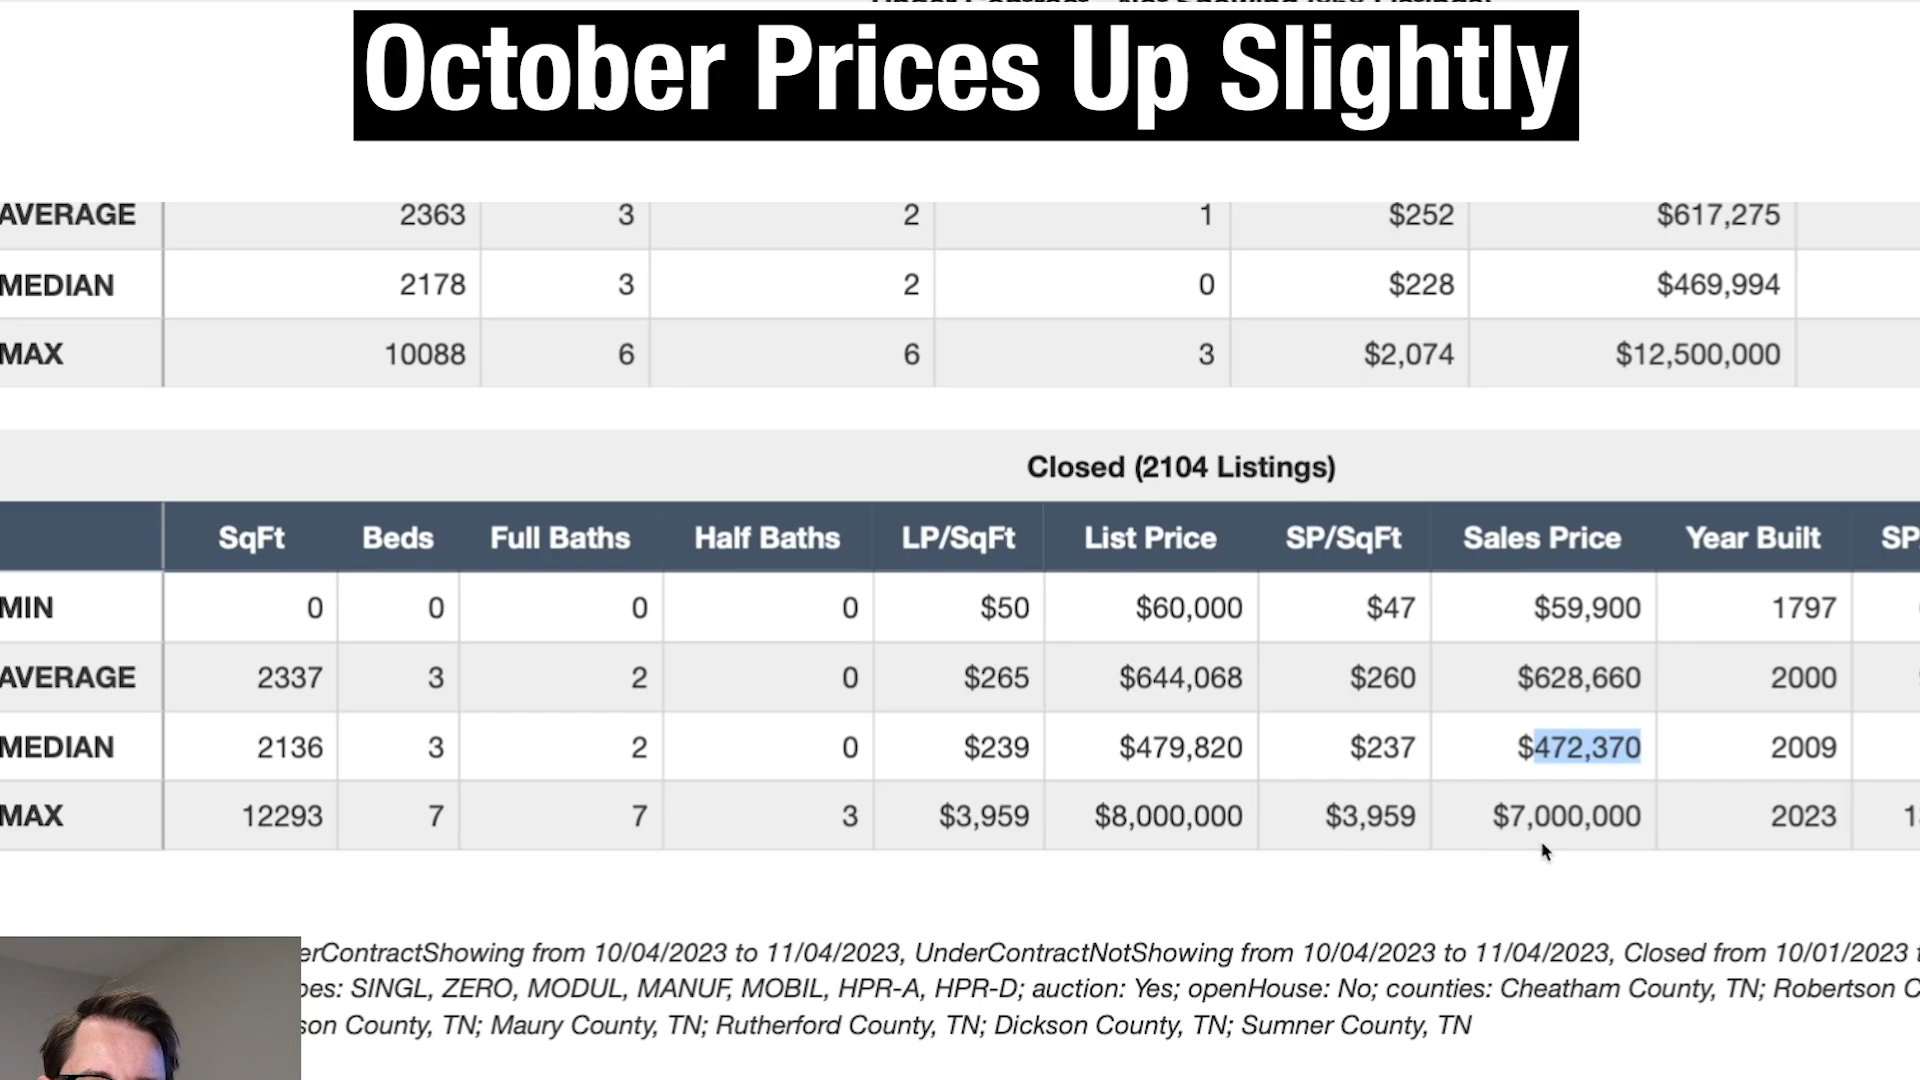 October Prices Up Slightly
AVERAGE 2363 3 2 1 $252 $617,275
MEDIAN 2178 3 2 0 $228 $469,994
MAX 10088 6 6 3 $2,074 $12,500,000
Closed (2104 Listings)
SqFt Beds Full Baths Half Baths LP/SqFt List Price SP/SqFt Sales Price Year Built SP
MIN 0 0 0 0 $50 $60,000 $47 $59,900 1797
AVERAGE 2337 3 2 0 $265 $644,068 $260 $628,660 2000
MEDIAN 2136 3 2 0 $239 $479,820 $237 $472,370 2009
MAX 12293 7 7 3 $3,959 $8,000,000 $3,959 $7,000,000 2023
erContractShowing from 10/04/2023 to 11/04/2023, UnderContractNotShowing from 10/04/2023 to 11/04/2023, Closed from 10/01/2023
pes: SINGL, ZERO, MODUL, MANUF, MOBIL, HPR-A, HPR-D; auction: Yes; openHouse: No; counties: Cheatham County, TN; Robertson C
son County, TN; Maury County, TN; Rutherford County, TN; Dickson County, TN; Sumner County, TN